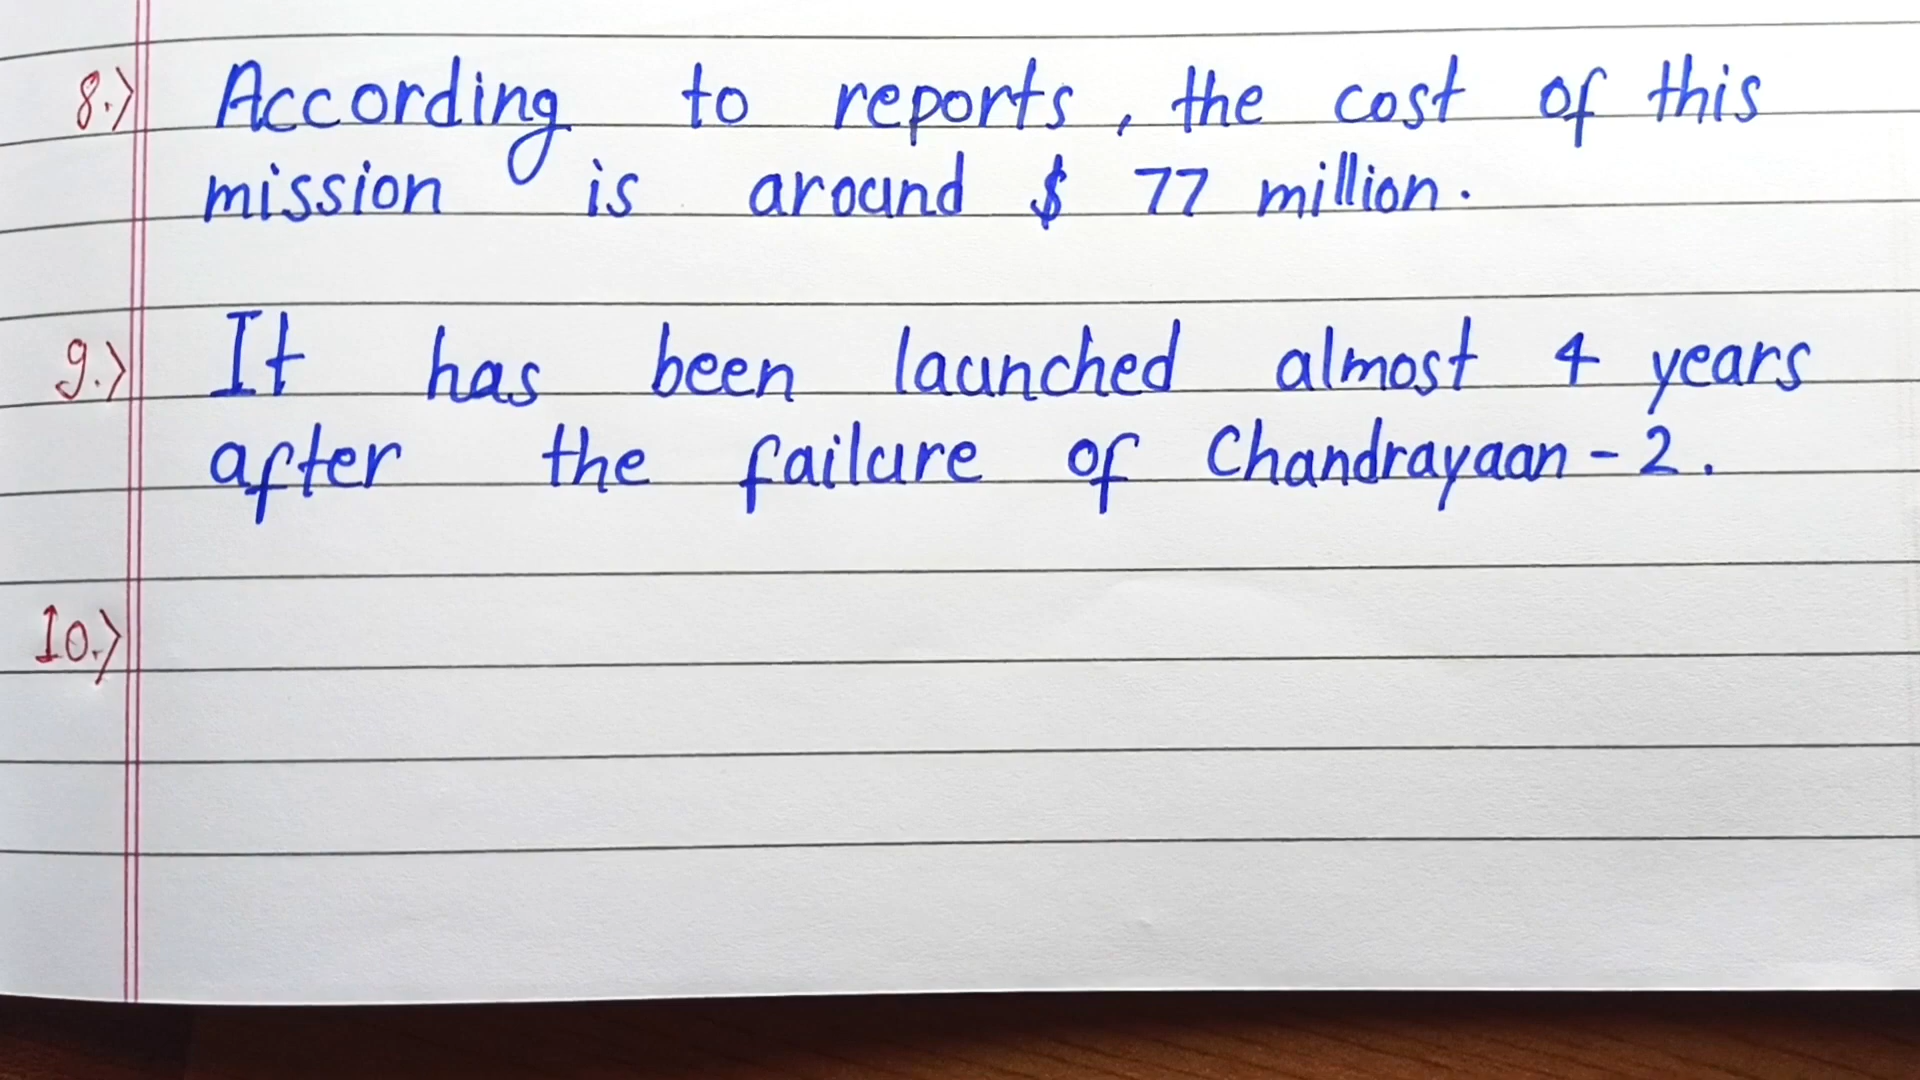 8.) According to reports, the cost of this
mission is around $ 77 million.
9.) It has been launched almost 4 years
after the failure of Chandrayaan-2.
10.)